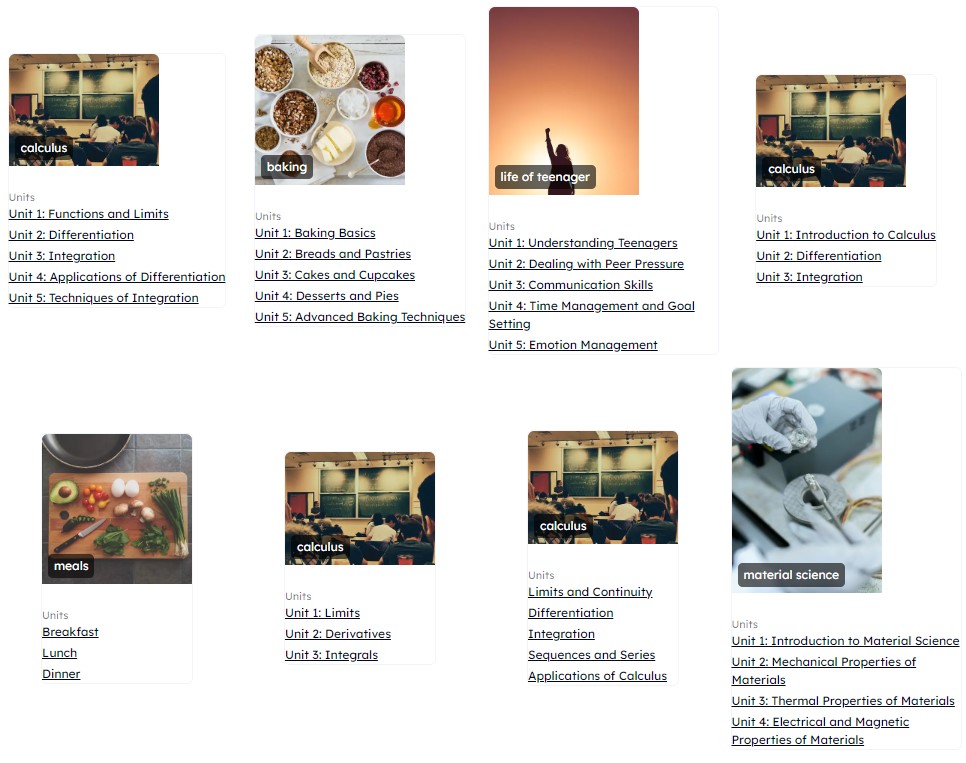 calculus
Units
Unit 1: Functions and Limits
Unit 2: Differentiation
Unit 3: Integration
Unit 4: Applications of Differentiation
Unit 5: Techniques of Integration
baking
Units
Unit 1: Baking Basics
Unit 2: Breads and Pastries
Unit 3: Cakes and Cupcakes
Unit 4: Desserts and Pies
Unit 5: Advanced Baking Techniques
life of teenager
Units
Unit 1: Understanding Teenagers
Unit 2: Dealing with Peer Pressure
Unit 3: Communication Skills
Unit 4: Time Management and Goal
Setting
Unit 5: Emotion Management
calculus
Units
Unit 1: Introduction to Calculus
Unit 2: Differentiation
Unit 3: Integration
meals
Units
Breakfast
Lunch
Dinner
calculus
Units
Unit 1: Limits
Unit 2: Derivatives
Unit 3: Integrals
calculus
Units
Limits and Continuity
Differentiation
Integration
Sequences and Series
Applications of Calculus
material science
Units
Unit 1: Introduction to Material Science
Unit 2: Mechanical Properties of
Materials
Unit 3: Thermal Properties of Materials
Unit 4: Electrical and Magnetic
Properties of Materials